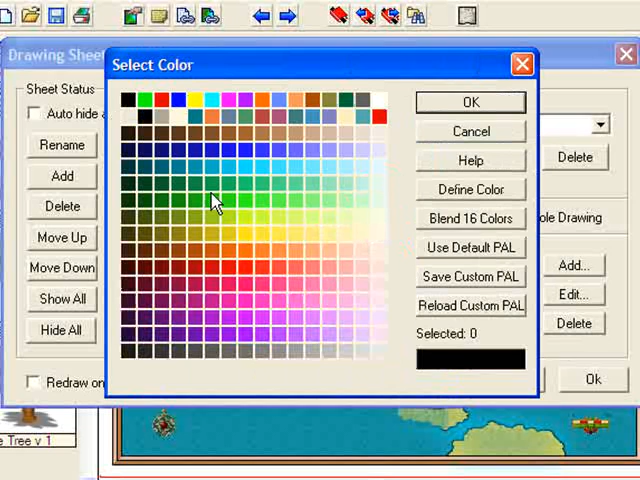 Drawing Shee
Select Color
Sheet Status
Auto hide a
OK
Rename
Cancel
Delete
Help
Add
Define Color
Delete
Blend 16 Colors
ole Drawing
Move Up
Use Default PAL
Move Down
Add...
Save Custom PAL
Show All
Edit...
Reload Custom PAL
Hide All
Delete
Selected: 0
Redraw on
Ok
e Tree v 1